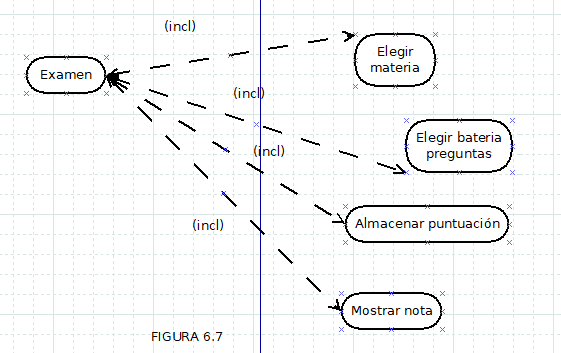 (incl)
Elegir
materia
Examen
(incl)
Elegir bateria
preguntas
(incl)
Almacenar puntuación
(incl)
Mostrar nota
FIGURA 6.7